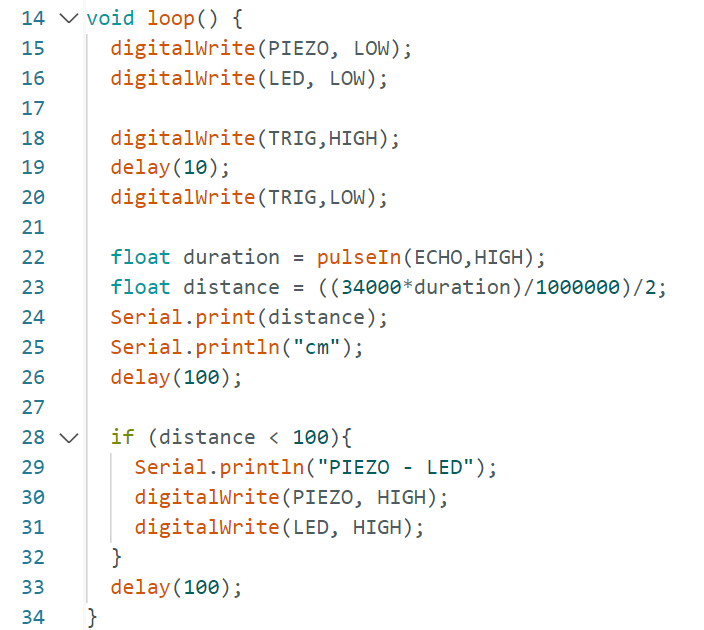 14 void loop() {
15 digitalWrite(PIEZO, LOW);
16 digitalWrite(LED, LOW);
17
18 digitalWrite(TRIG,HIGH);
19 delay(10);
20 digitalWrite(TRIG,LOW);
21
22 float duration = pulseIn(ECHO,HIGH);
23 float distance = ((34000*duration)/1000000)/2;
24 Serial.print(distance);
25 Serial.println("cm");
26 delay(100);
27
28 if (distance < 100){
29 Serial.println("PIEZO - LED");
30 digitalWrite(PIEZO, HIGH);
31 digitalWrite(LED, HIGH);
32 }
33 delay(100);
34 }